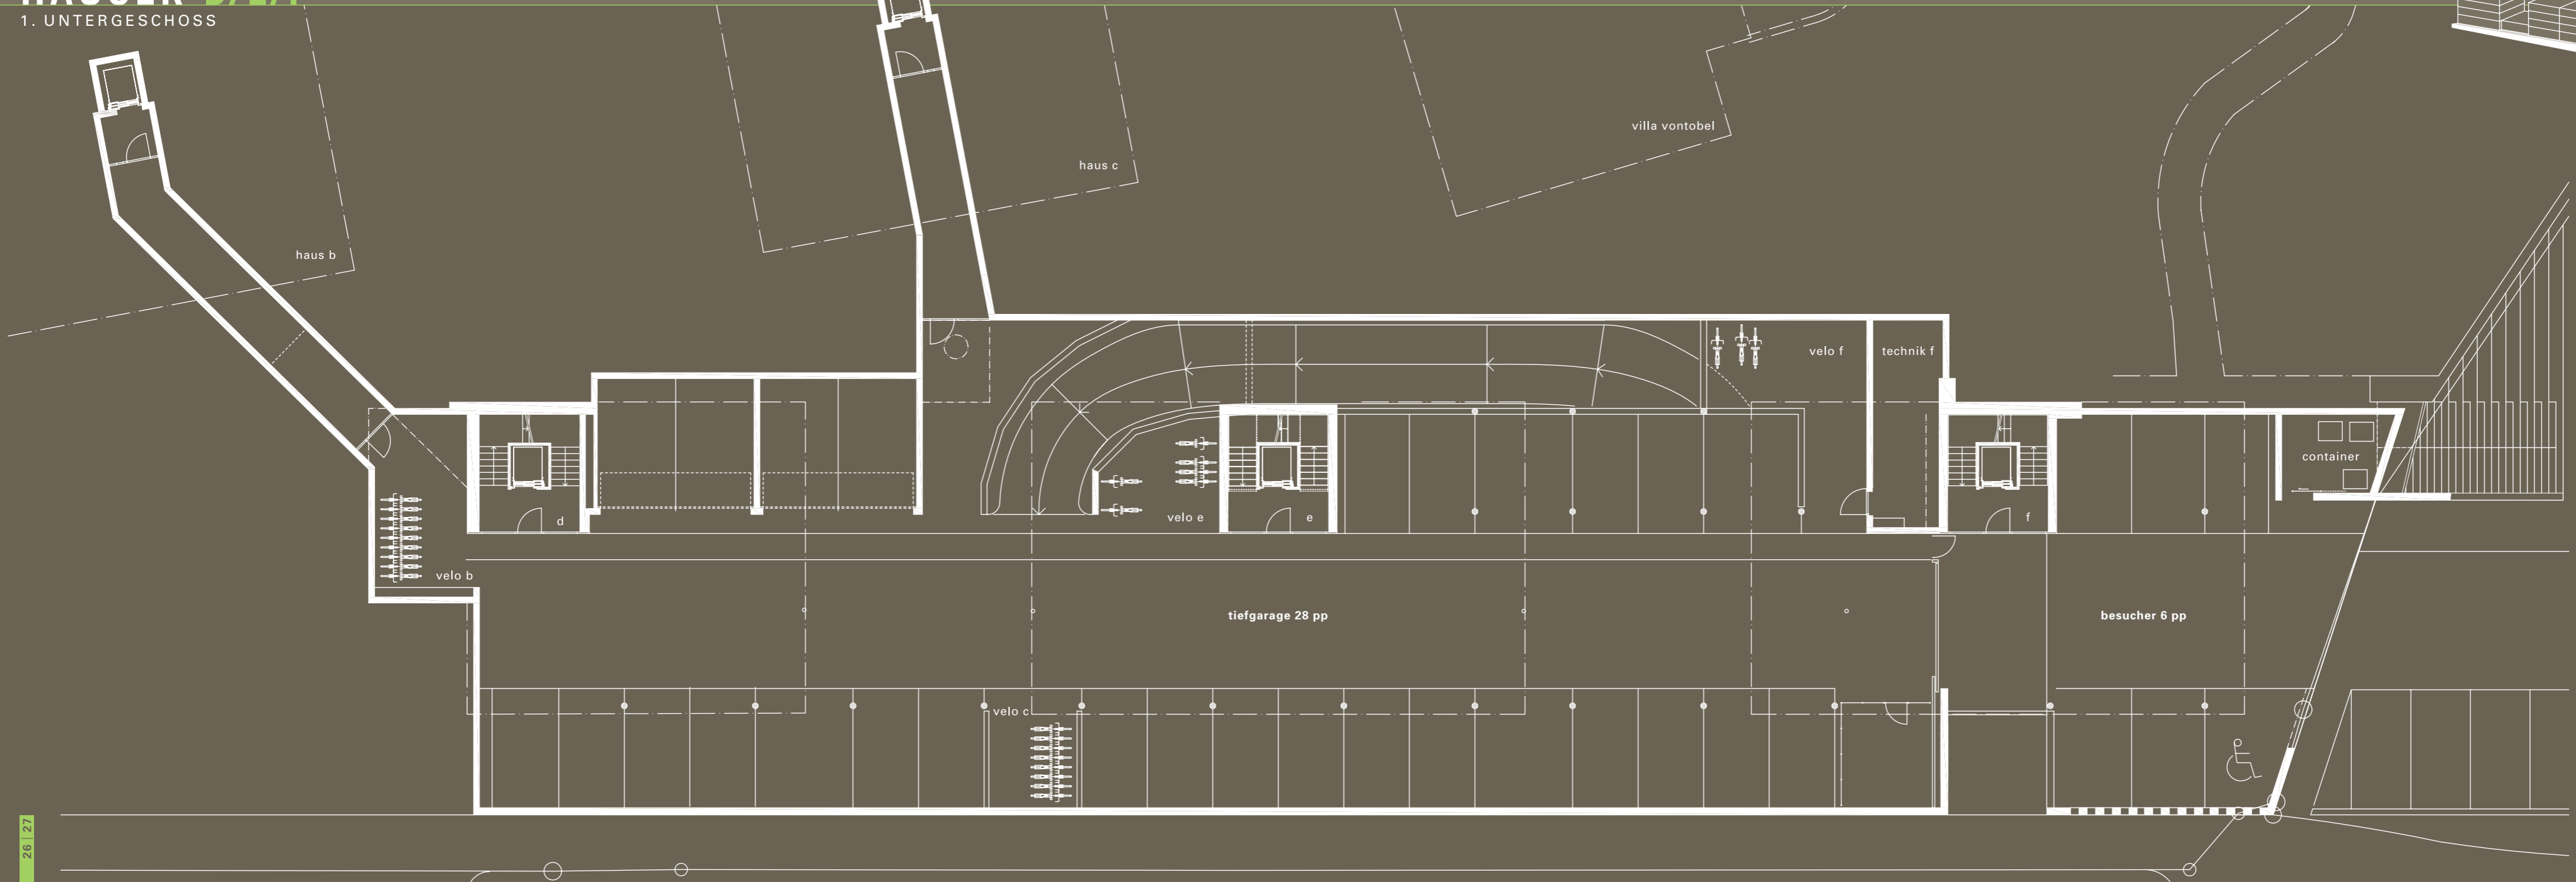 1. UNTERGESCHOSS
villa vontobel
haus c
haus b
velo f
technik f
container
velo e
d
e
f
velo b
tiefgarage 28 pp
besucher 6 pp
velo c
26 | 27